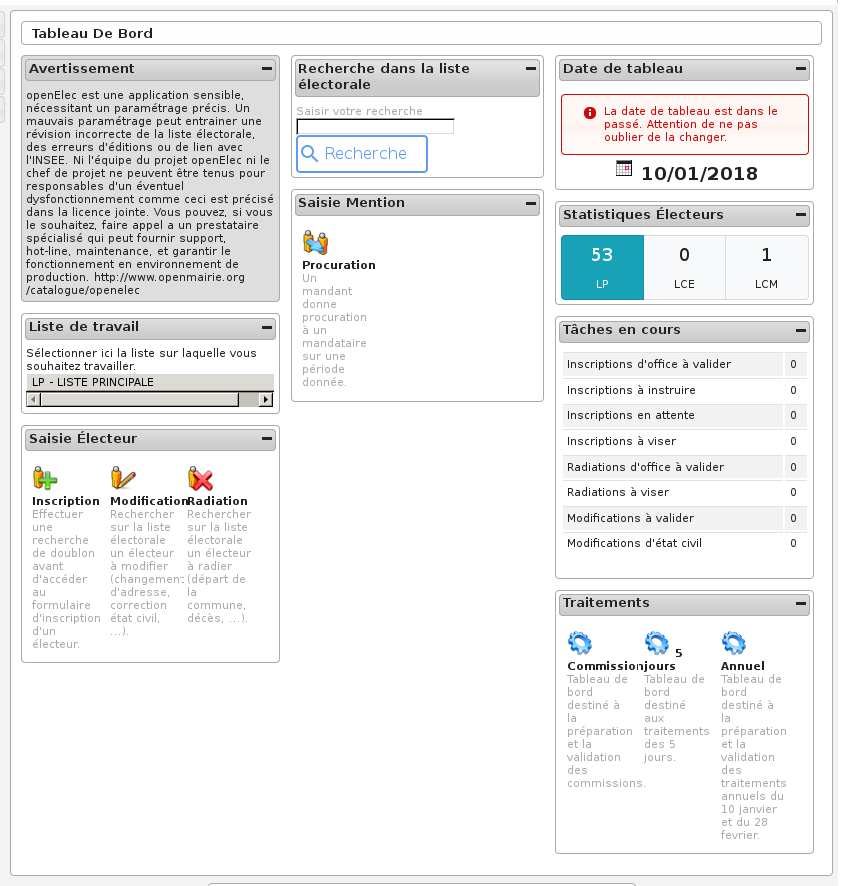 Tableau De Bord
Avertissement
openElec est une application sensible,
nécessitant un paramétrage précis. Un
mauvais paramétrage peut entrainer une
révision incorrecte de la liste électorale,
des erreurs d'éditions ou de lien avec
l'INSEE. Ni l'équipe du projet openElec ni le
chef de projet ne peuvent être tenus pour
responsables d'un éventuel
dysfonctionnement comme ceci est précisé
dans la licence jointe. Vous pouvez, si vous
le souhaitez, faire appel a un prestataire
spécialisé qui peut fournir support,
hot-line, maintenance, et garantir le
fonctionnement en environnement de
production. http://www.openmairie.org
/catalogue/openelec
Liste de travail
Sélectionner ici la liste sur laquelle vous
souhaitez travailler.
LP - LISTE PRINCIPALE
Saisie Électeur
Inscription
Effectuer
une
recherche
de doublon
avant
d'accéder
au
formulaire
d'inscription
d'un
électeur.
Modification
Rechercher
sur la liste
électorale
un électeur
à modifier
(changement
d'adresse,
correction
état civil,
...).
Radiation
Rechercher
sur la liste
électorale
un électeur
à radier
(départ de
la
commune,
décès, ...).
Recherche dans la liste
électorale
Saisir votre recherche
Recherche
Saisie Mention
Procuration
Un
mandant
donne
procuration
à un
mandataire
sur une
période
donnée.
Date de tableau
La date de tableau est dans le
passé. Attention de ne pas
oublier de la changer.
10/01/2018
Statistiques Électeurs
53 0 1
LP LCE LCM
Tâches en cours
Inscriptions d'office à valider 0
Inscriptions à instruire 0
Inscriptions en attente 0
Inscriptions à viser 0
Radiations d'office à valider 0
Radiations à viser 0
Modifications à valider 0
Modifications d'état civil 0
Traitements
Commission
Tableau de
bord
destiné à
la
préparation
et la
validation
des
commissions.
5
jours
Tableau de
bord
destiné
aux
traitements
des 5
jours.
Annuel
Tableau de
bord
destiné à
la
préparation
et la
validation
des
traitements
annuels du
10 janvier
et du 28
fevrier.